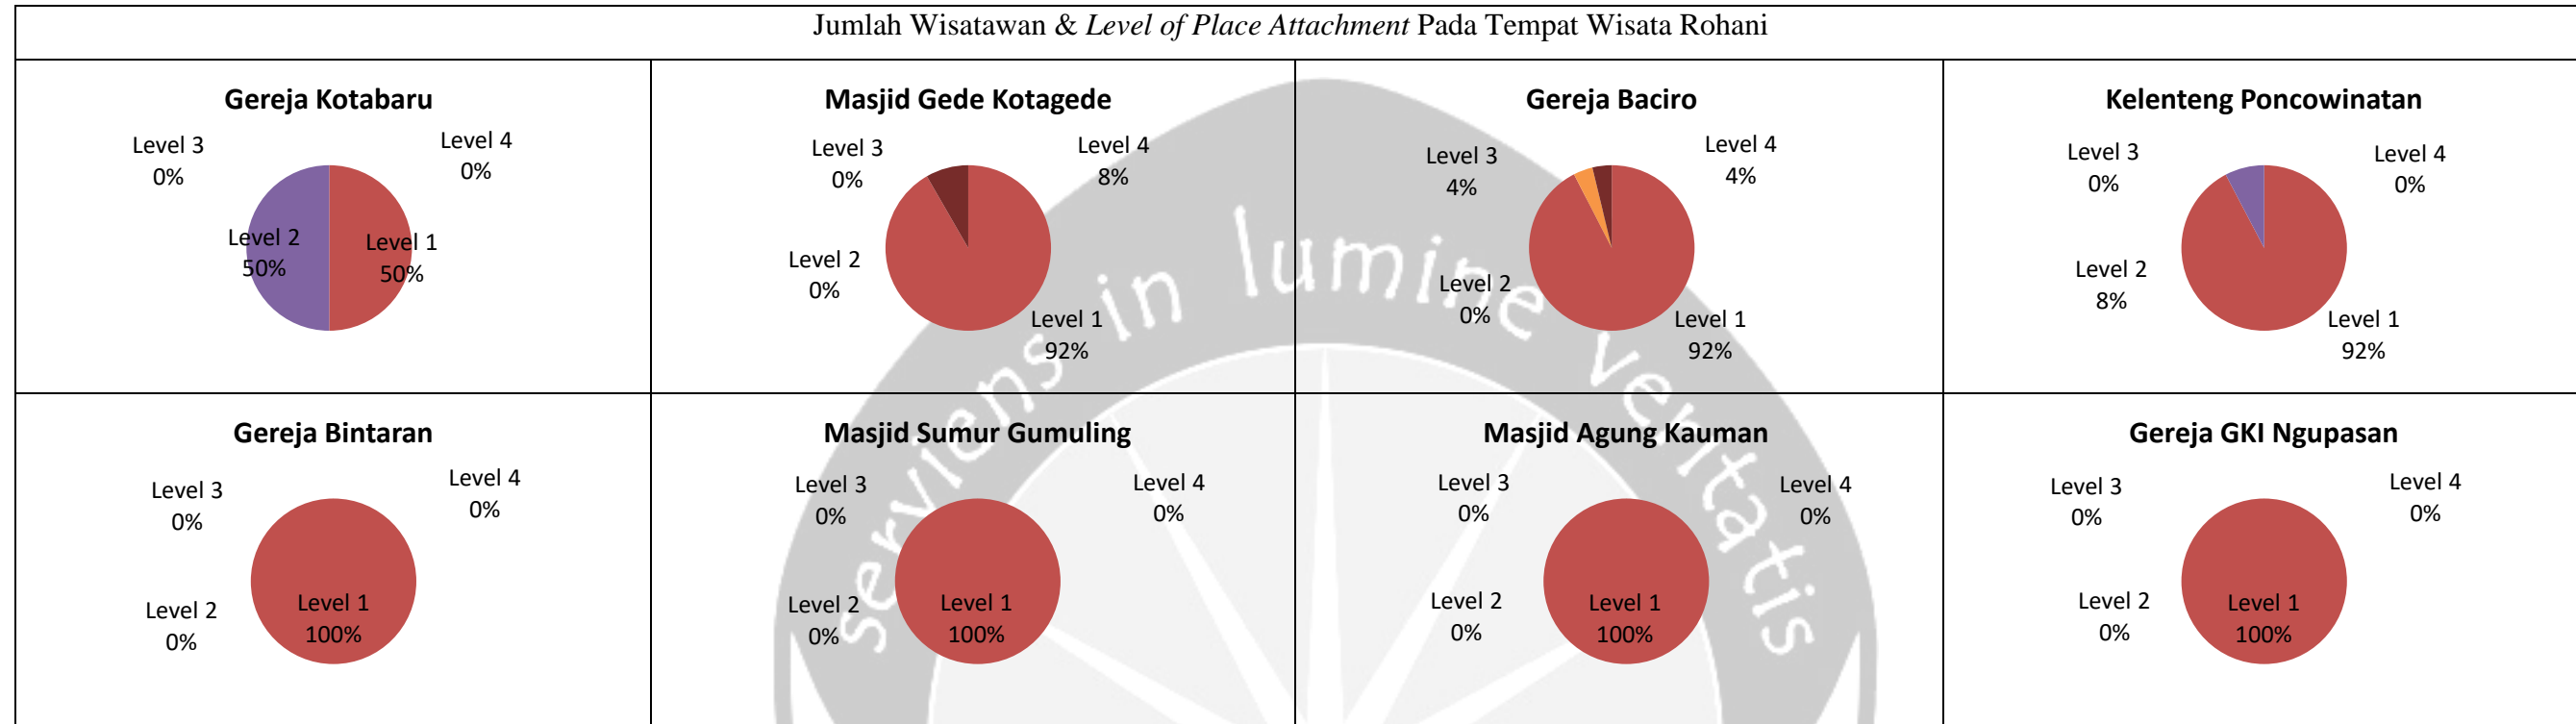 Jumlah Wisatawan & Level of Place Attachment Pada Tempat Wisata Rohani
Gereja Kotabaru
Level 3
0%
Level 4
0%
Level 2
50%
Level 1
50%
Masjid Gede Kotagede
Level 3
0%
Level 4
8%
Level 2
0%
Level 1
92%
Gereja Baciro
Level 3
4%
Level 4
4%
Level 2
0%
Level 1
92%
Kelenteng Poncowinatan
Level 3
0%
Level 4
0%
Level 2
8%
Level 1
92%
Gereja Bintaran
Level 3
0%
Level 4
0%
Level 2
0%
Level 1
100%
Masjid Sumur Gumuling
Level 3
0%
Level 4
0%
Level 2
0%
Level 1
100%
Masjid Agung Kauman
Level 3
0%
Level 4
0%
Level 2
0%
Level 1
100%
Gereja GKI Ngupasan
Level 3
0%
Level 4
0%
Level 2
0%
Level 1
100%
serviens in lumine veritatis